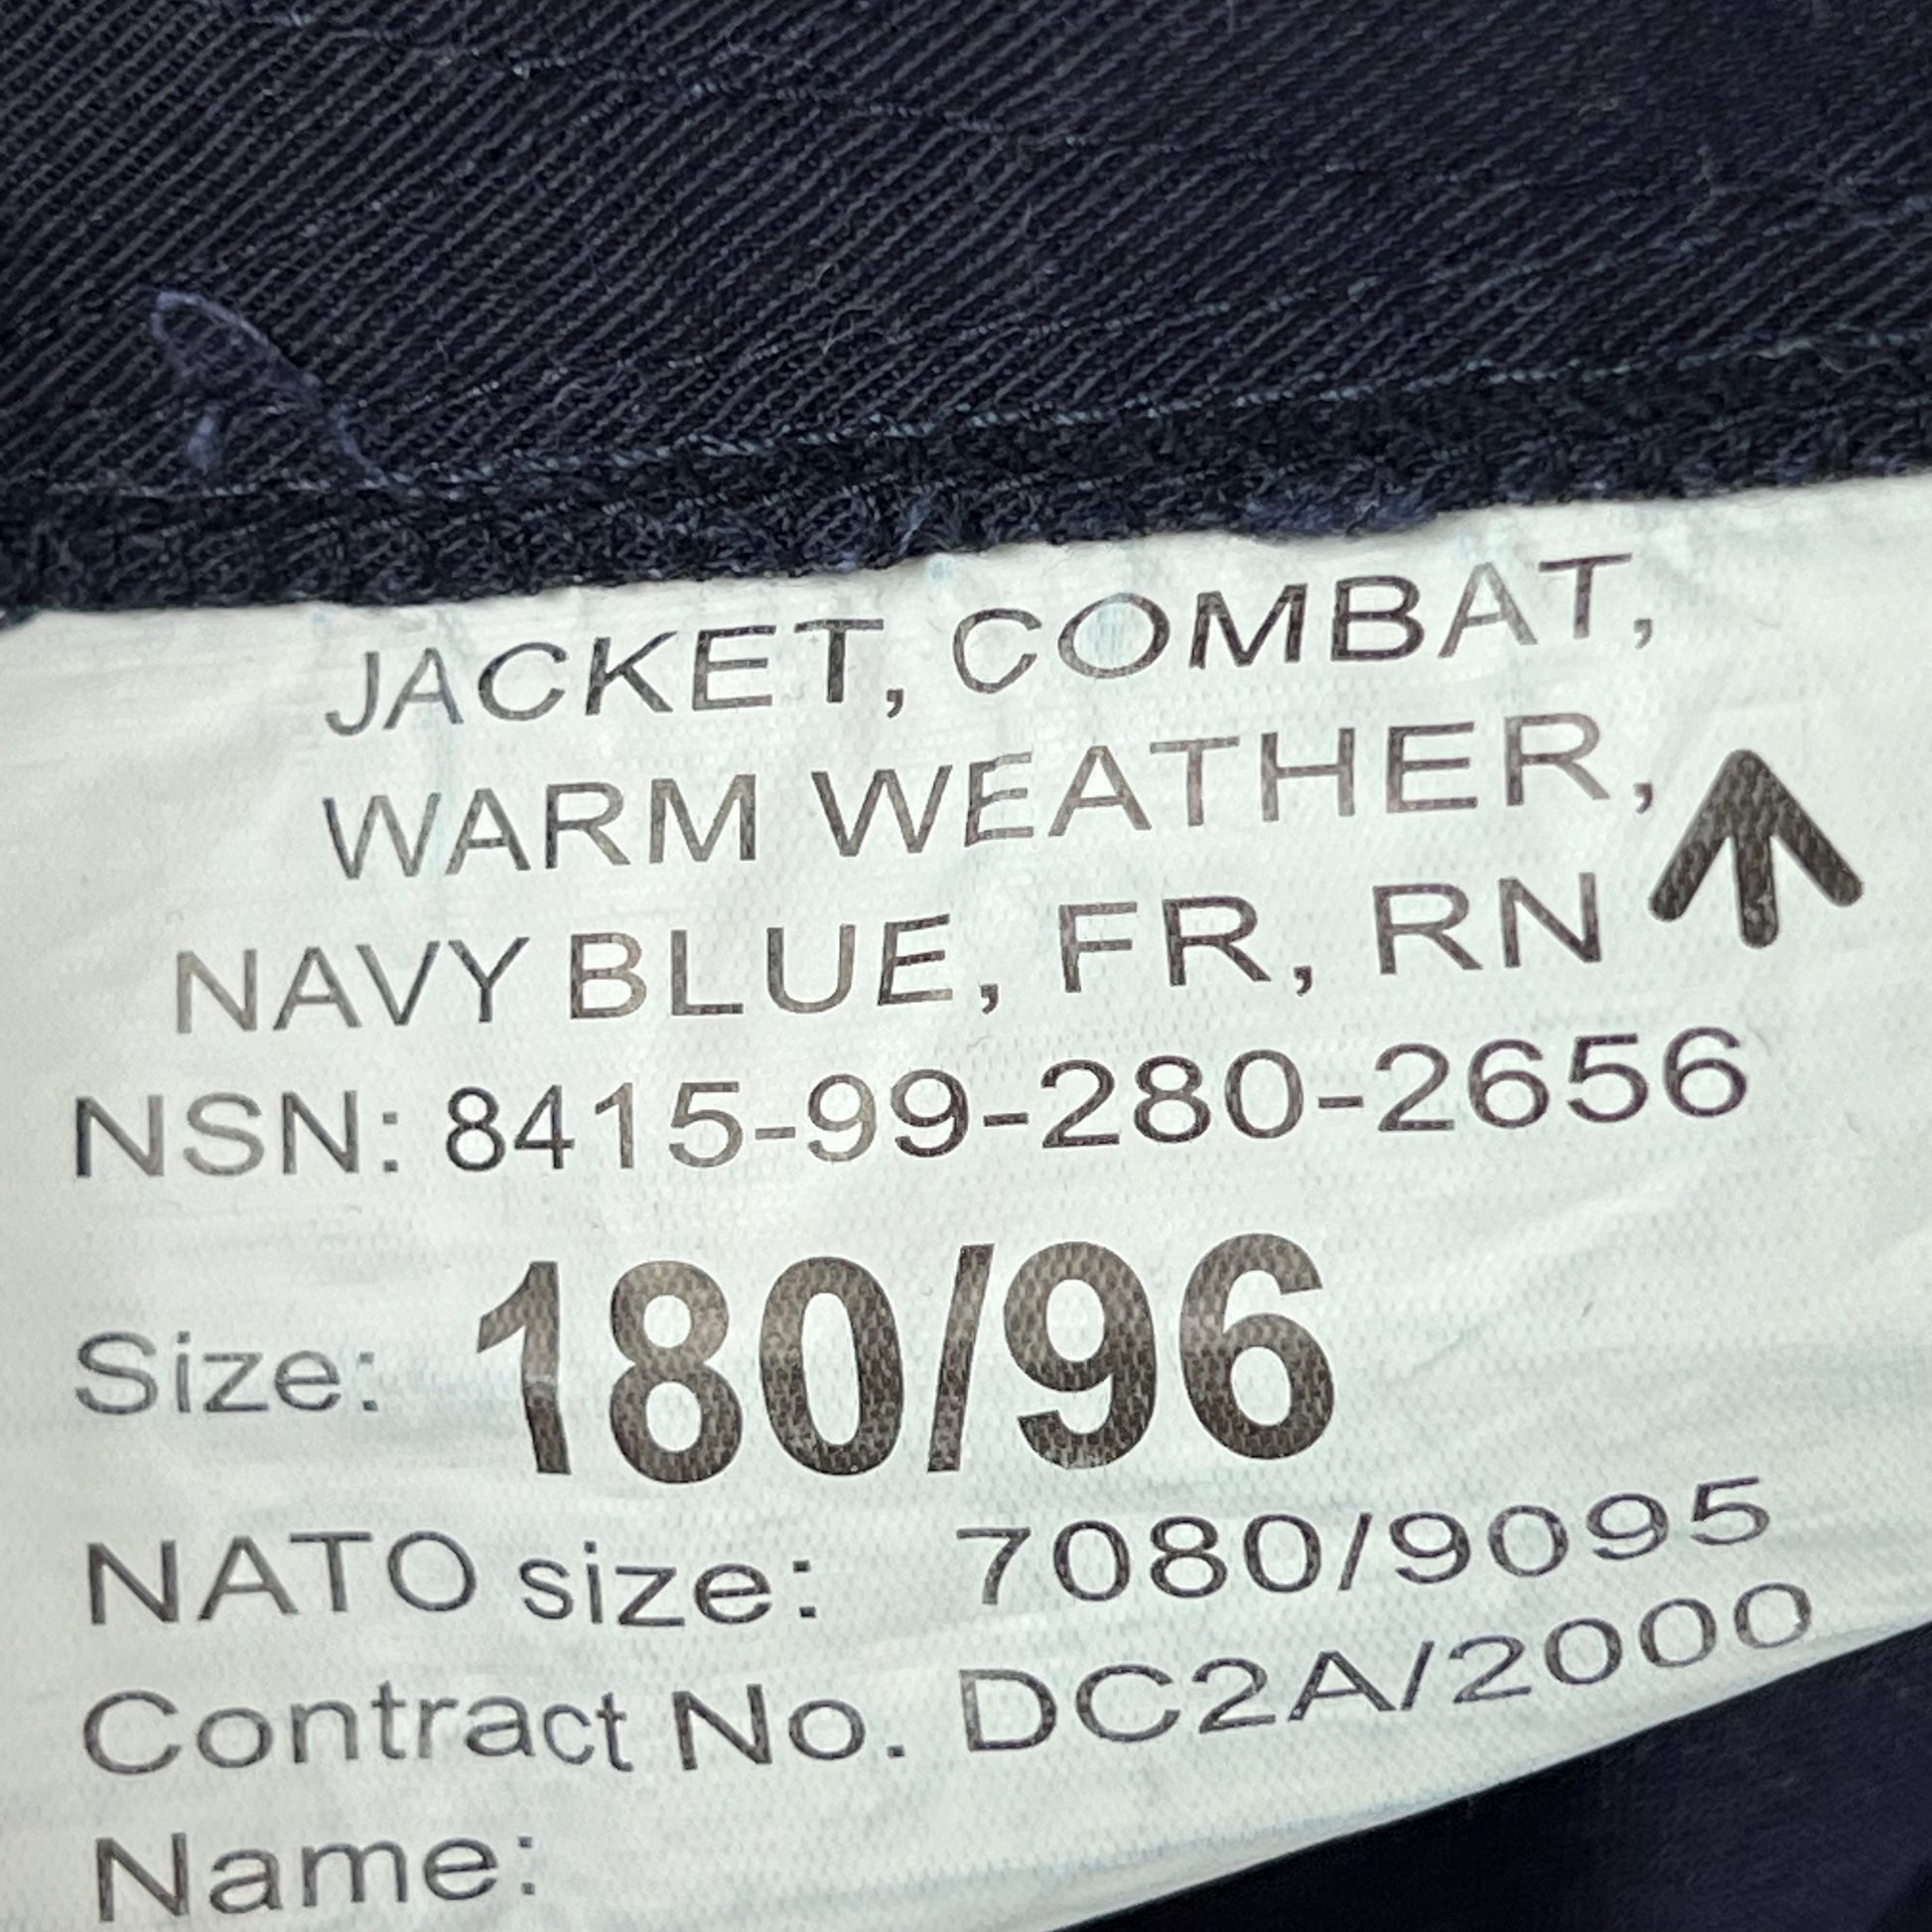 JACKET, COMBAT,
WARM WEATHER,
NAVY BLUE, FR, RN
NSN: 8415-99-280-2656
Size: 180/96
NATO size: 7080/9095
Contract No. DC2A/2000
Name: